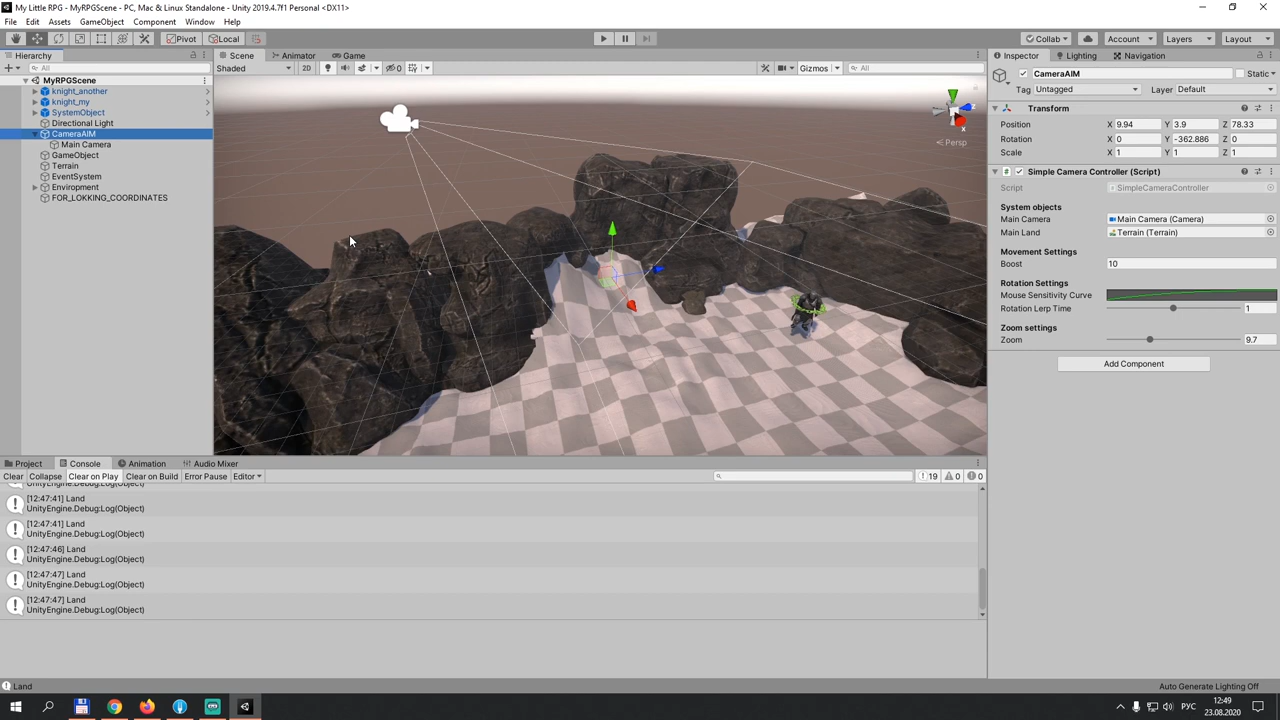 My Little RPG - MyRPGScene - PC, Mac & Linux Standalone - Unity 2019.4.7f1 Personal <DX11>
File Edit Assets GameObject Component Window Help
Pivot Local Collab Account Layers Layout
Hierarchy Scene Animator Game Inspector Lighting Navigation
All Shaded 2D 0 Gizmos All
MyRPGScene
knight_another
knight_my
SystemObject
Directional Light
CameraAIM
Main Camera
GameObject
Terrain
EventSystem
Enviropment
FOR_LOKKING_COORDINATES
x
Persp
CameraAIM Static
Tag Untagged Layer Default
Transform
Position X 9.94 Y 3.9 Z 78.33
Rotation X 0 Y -362.886 Z 0
Scale X 1 Y 1 Z 1
# Simple Camera Controller (Script)
Script SimpleCameraController
System objects
Main Camera Main Camera (Camera)
Main Land Terrain (Terrain)
Movement Settings
Boost 10
Rotation Settings
Mouse Sensitivity Curve
Rotation Lerp Time 1
Zoom settings
Zoom 9.7
Add Component
Project Console Animation Audio Mixer
Clear Collapse Clear on Play Clear on Build Error Pause Editor 19 0 0
UnityEngine.Debug:Log(Object)
[12:47:41] Land
UnityEngine.Debug:Log(Object)
[12:47:41] Land
UnityEngine.Debug:Log(Object)
[12:47:46] Land
UnityEngine.Debug:Log(Object)
[12:47:47] Land
UnityEngine.Debug:Log(Object)
[12:47:47] Land
UnityEngine.Debug:Log(Object)
Land Auto Generate Lighting Off
РУС 12:49
23.08.2020